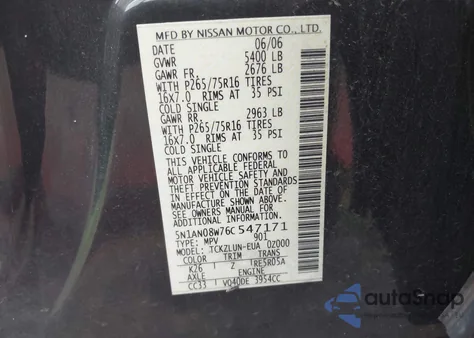 MFD BY NISSAN MOTOR CO., LTD.
DATE 06/06
GVWR 5400 LB
GAWR FR. 2676 LB
WITH P265/75R16 TIRES
16X7.0 RIMS AT 35 PSI
COLD SINGLE
GAWR RR. 2963 LB
WITH P265/75R16 TIRES
16X7.0 RIMS AT 35 PSI
COLD SINGLE
THIS VEHICLE CONFORMS TO
ALL APPLICABLE FEDERAL
MOTOR VEHICLE SAFETY AND
THEFT PREVENTION STANDARDS
IN EFFECT ON THE DATE OF
MANUFACTURE SHOWN ABOVE.
SEE OWNER'S MANUAL FOR
ADDITIONAL INFORMATION.
5N1AN08W76C547171
TYPE: MPV 901
MODEL: TCKZLUN-EUA 02000
COLOR TRIM TRANS
K26 Z TRE5R05A
AXLE ENGINE
CC33 VQ40DE 3954CC
autoSnap